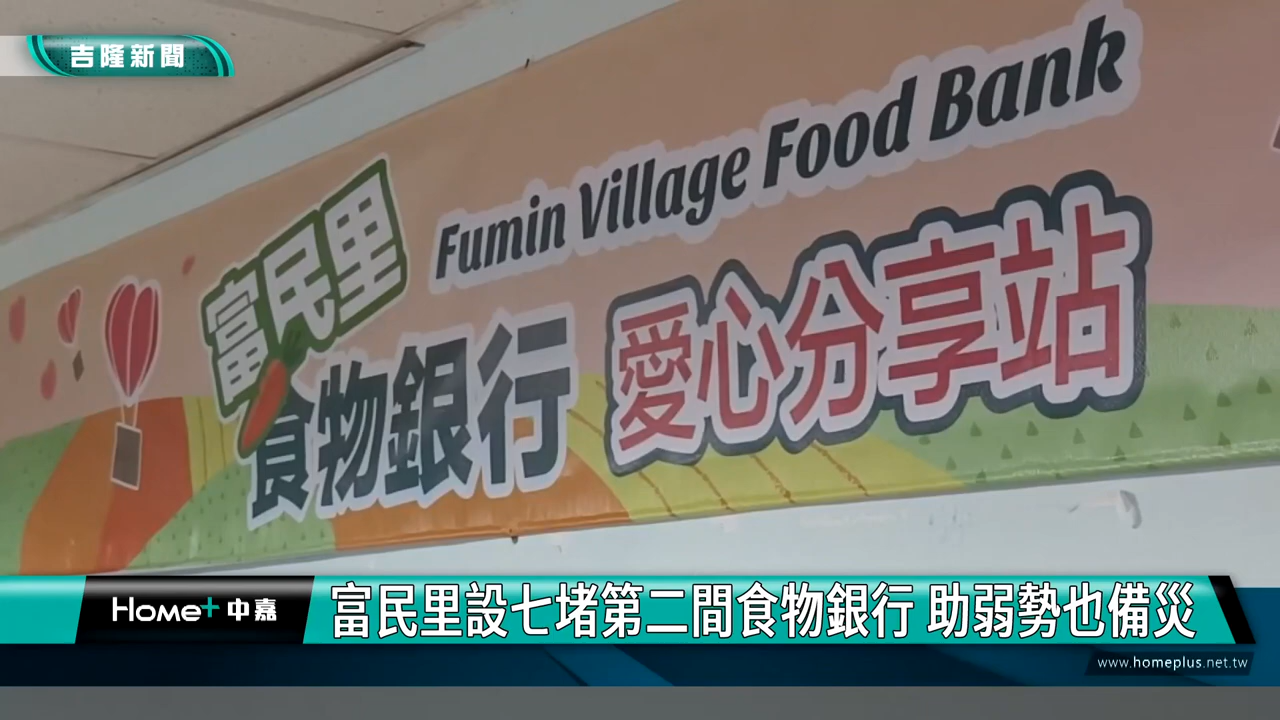 吉隆新聞
Fumin Village Food Bank
富民里
食物銀行 愛心分享站
Home+ 中嘉
富民里設七堵第二間食物銀行 助弱勢也備災
www.homeplus.net.tw